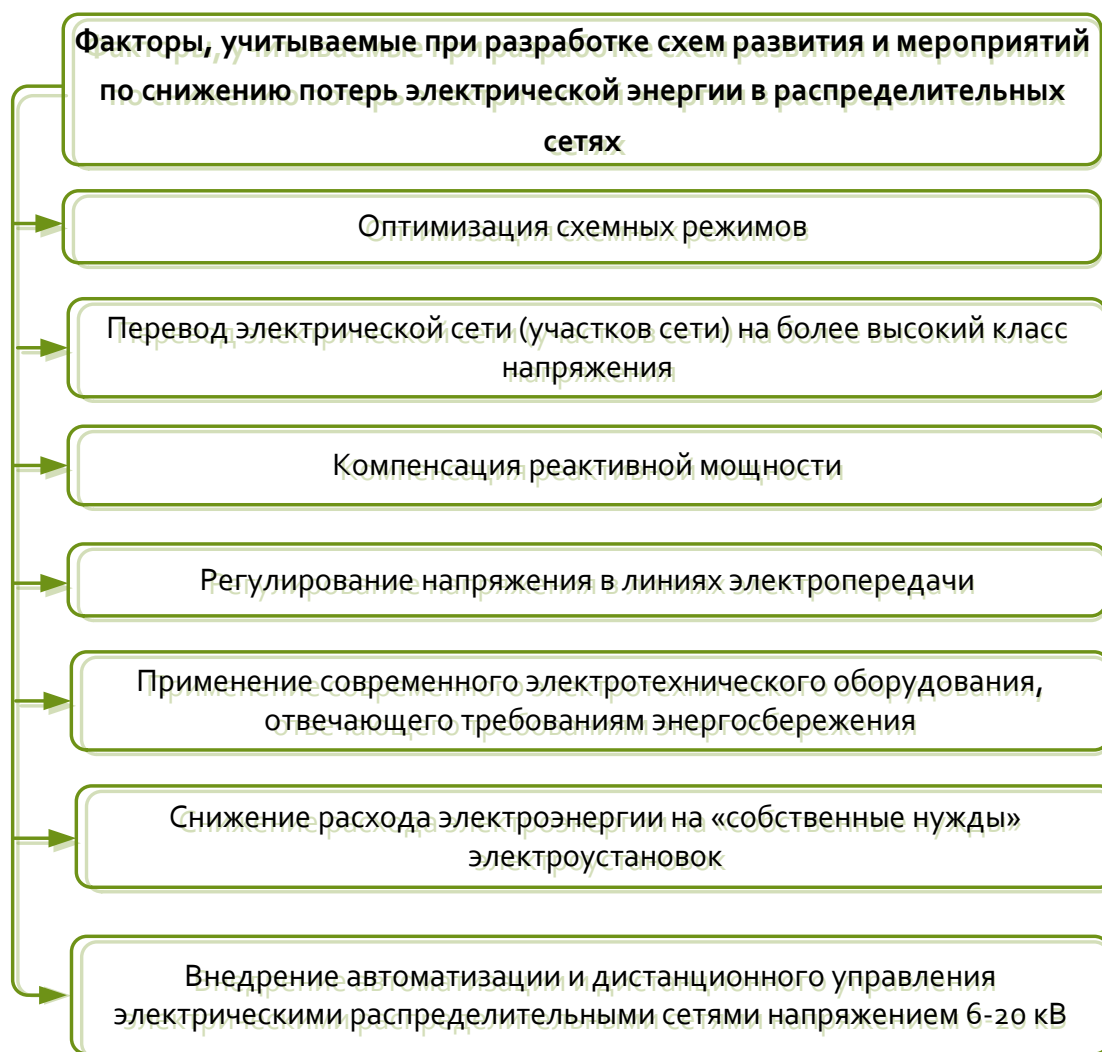 Факторы, учитываемые при разработке схем развития и мероприятий
по снижению потерь электрической энергии в распределительных
сетях
Оптимизация схемных режимов
Перевод электрической сети (участков сети) на более высокий класс
напряжения
Компенсация реактивной мощности
Регулирование напряжения в линиях электропередачи
Применение современного электротехнического оборудования,
отвечающего требованиям энергосбережения
Снижение расхода электроэнергии на «собственные нужды»
электроустановок
Внедрение автоматизации и дистанционного управления
электрическими распределительными сетями напряжением 6-20 кВ